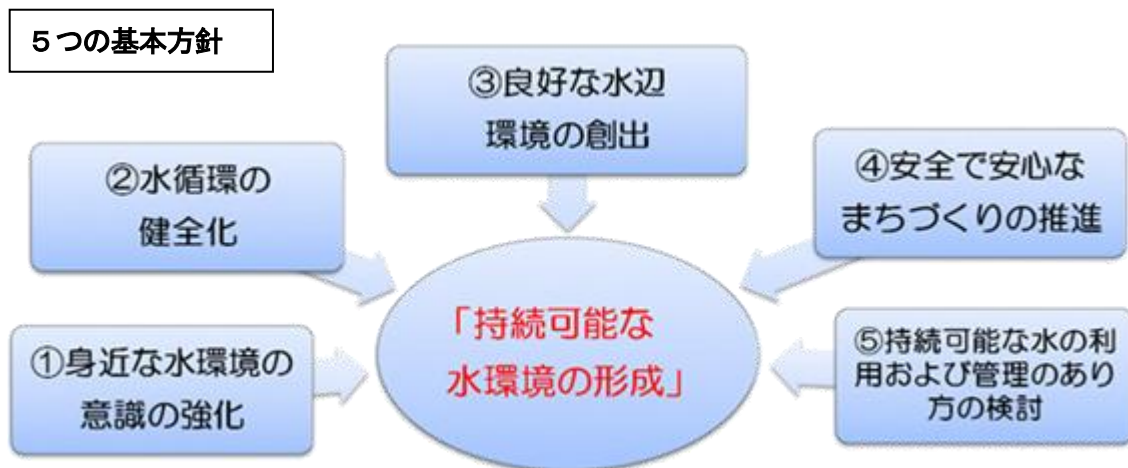 ５つの基本方針
③良好な水辺
環境の創出
②水循環の
健全化
④安全で安心な
まちづくりの推進
「持続可能な
水環境の形成」
①身近な水環境の
意識の強化
⑤持続可能な水の利
用および管理のあり
方の検討